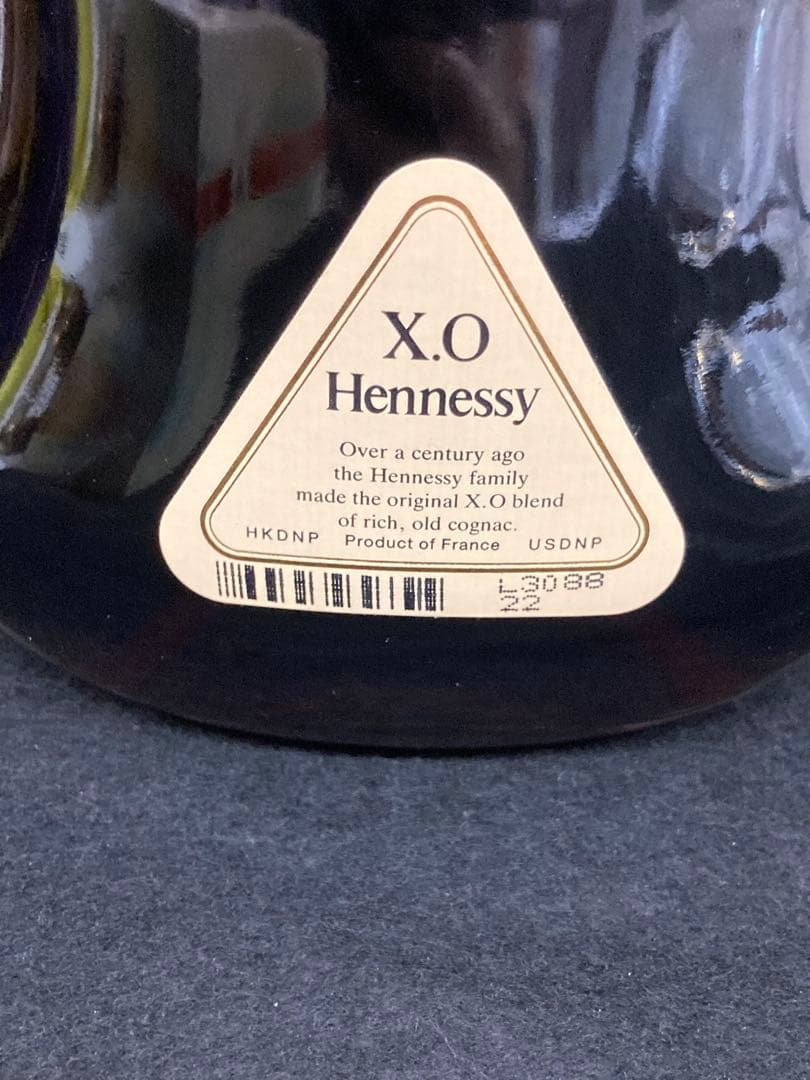 X.O
Hennessy
Over a century ago
the Hennessy family
made the original X.O blend
of rich, old cognac.
HKDNP Product of France USDNP
L3088
22